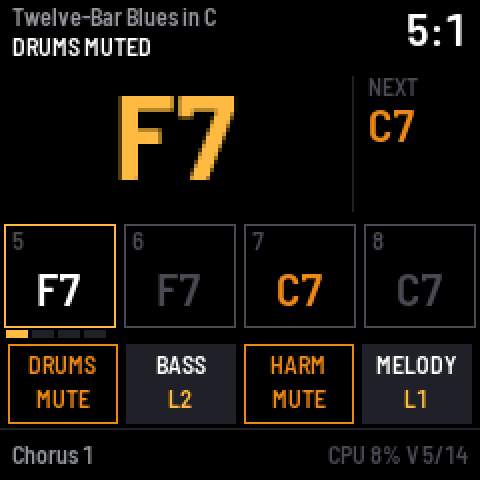 Twelve-Bar Blues in C
DRUMS MUTED
5:1
F7
NEXT
C7
5
F7
6
F7
7
C7
8
C7
DRUMS
MUTE
BASS
L2
HARM
MUTE
MELODY
L1
Chorus 1
CPU 8% V 5/14